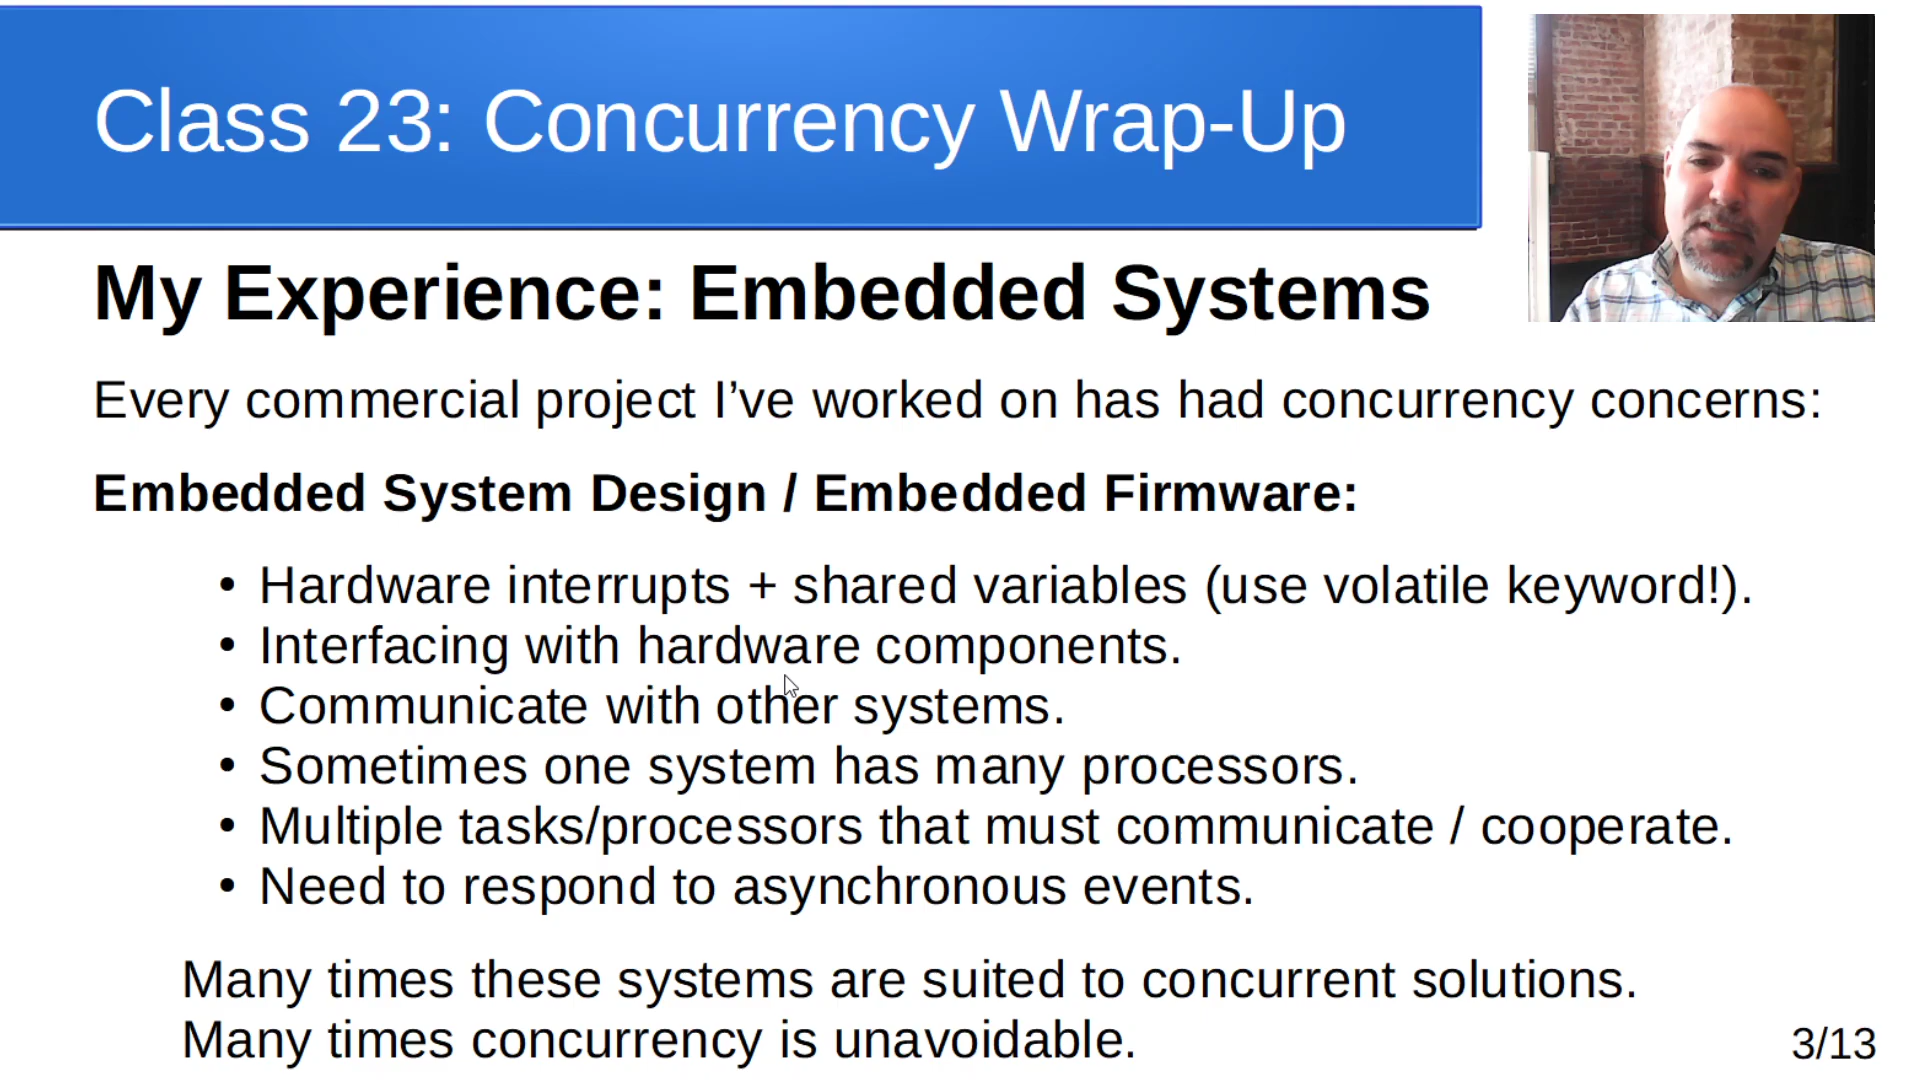 Class 23: Concurrency Wrap-Up
My Experience: Embedded Systems
Every commercial project I’ve worked on has had concurrency concerns:
Embedded System Design / Embedded Firmware:
• Hardware interrupts + shared variables (use volatile keyword!).
• Interfacing with hardware components.
• Communicate with other systems.
• Sometimes one system has many processors.
• Multiple tasks/processors that must communicate / cooperate.
• Need to respond to asynchronous events.
Many times these systems are suited to concurrent solutions.
Many times concurrency is unavoidable.
3/13